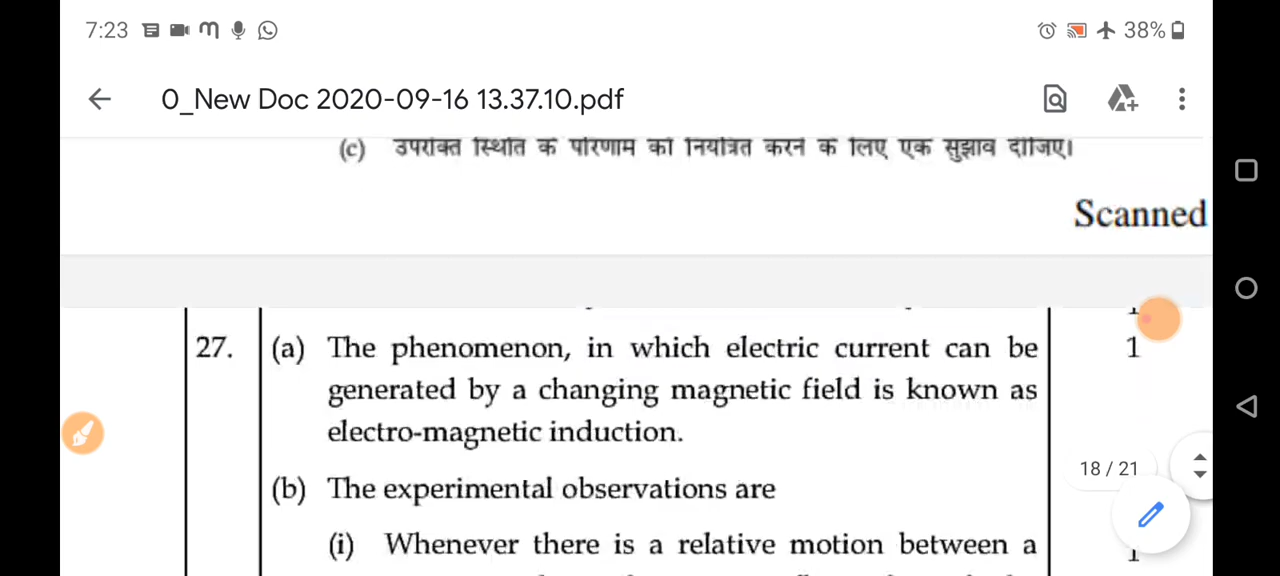 7:23
38%
0_New Doc 2020-09-16 13.37.10.pdf
(c) उपरोक्त स्थिति के परिणाम को नियंत्रित करने के लिए एक सुझाव दीजिए।
Scanned
27. (a) The phenomenon, in which electric current can be 1
generated by a changing magnetic field is known as
electro-magnetic induction.
18 / 21
(b) The experimental observations are
(i) Whenever there is a relative motion between a